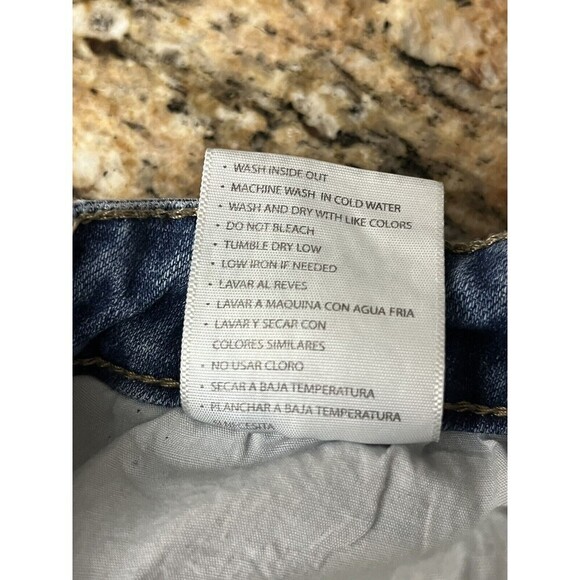 • WASH INSIDE OUT
• MACHINE WASH IN COLD WATER
• WASH AND DRY WITH LIKE COLORS
• DO NOT BLEACH
• TUMBLE DRY LOW
• LOW IRON IF NEEDED
• LAVAR AL REVES
• LAVAR A MAQUINA CON AGUA FRIA
• LAVAR Y SECAR CON
COLORES SIMILARES
• NO USAR CLORO
• SECAR A BAJA TEMPERATURA
• PLANCHAR A BAJA TEMPERATURA